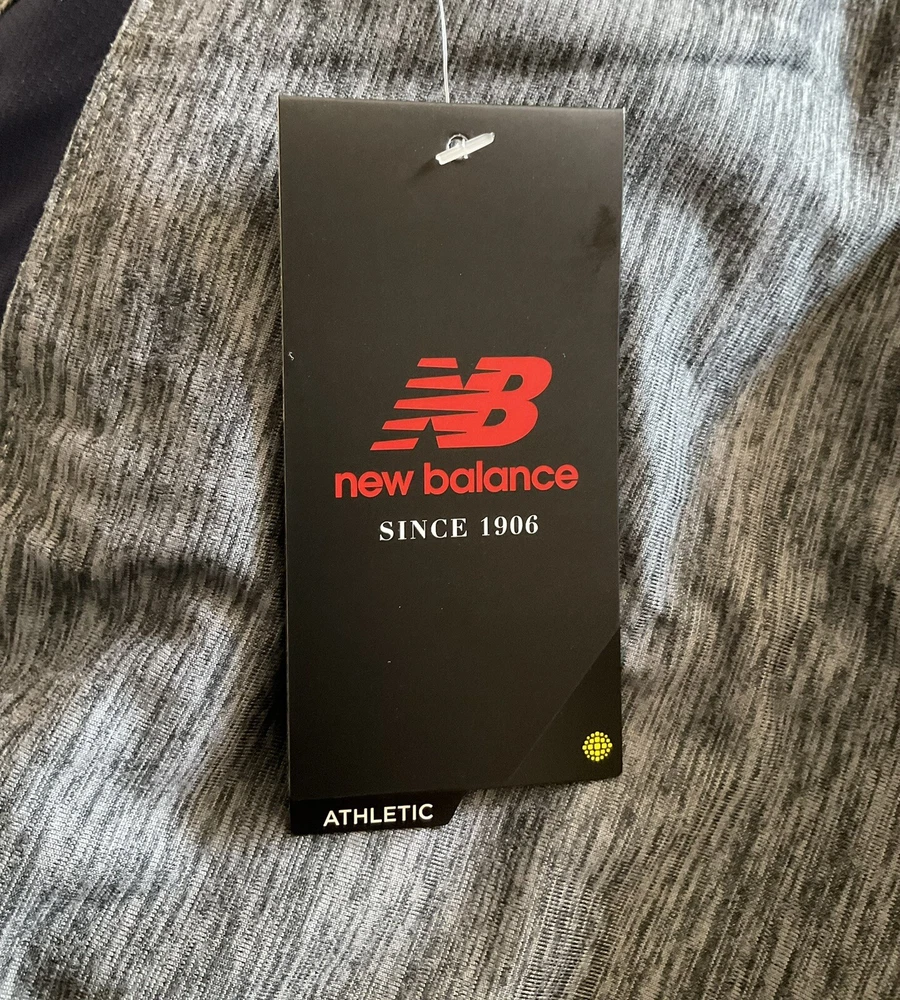 NB
new balance
SINCE 1906
ATHLETIC